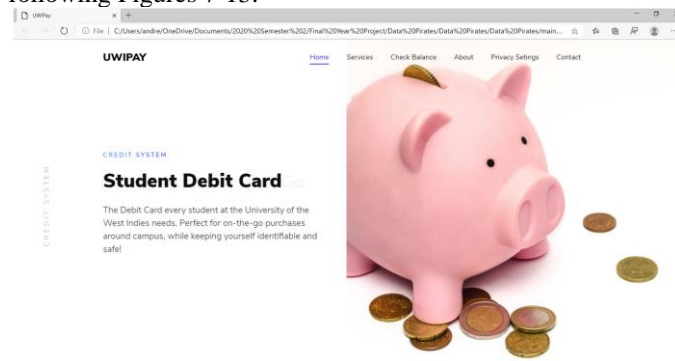 following Figures 7-13.
UWIPay
File | C:/Users/andre/OneDrive/Documents/2020%20Semester%202/Final%20Year%20Project/Data%20Pirates/Data%20Pirates/Data%20Pirates/main...
UWIPAY
Home Services Check Balance About Privacy Setings Contact
CREDIT SYSTEM
CREDIT SYSTEM
Student Debit Card
The Debit Card every student at the University of the
West Indies needs. Perfect for on-the-go purchases
around campus, while keeping yourself identifiable and
safe!